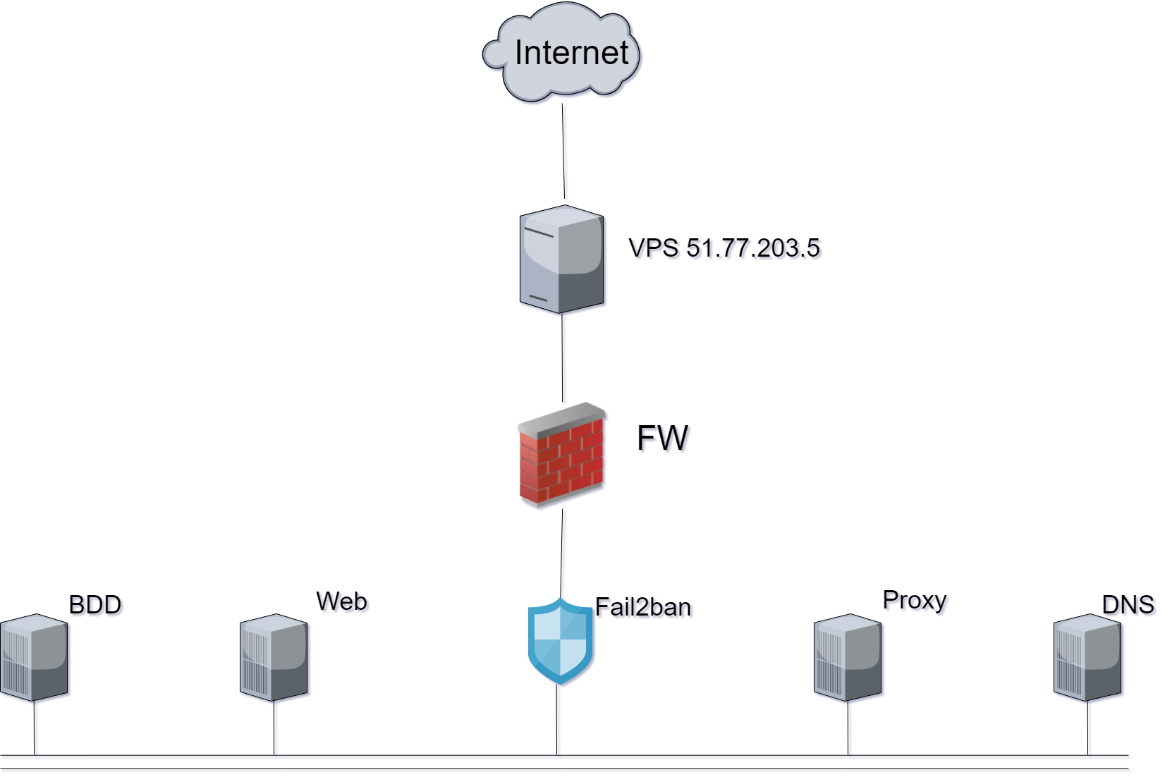 Internet
VPS 51.77.203.5
FW
BDD
Web
Fail2ban
Proxy
DNS